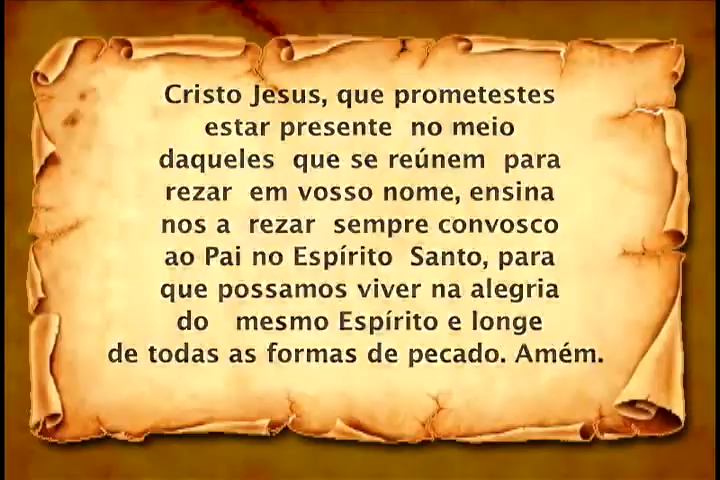 Cristo Jesus, que prometestes
estar presente no meio
daqueles que se reúnem para
rezar em vosso nome, ensina
nos a rezar sempre convosco
ao Pai no Espírito Santo, para
que possamos viver na alegria
do mesmo Espírito e longe
de todas as formas de pecado. Amém.